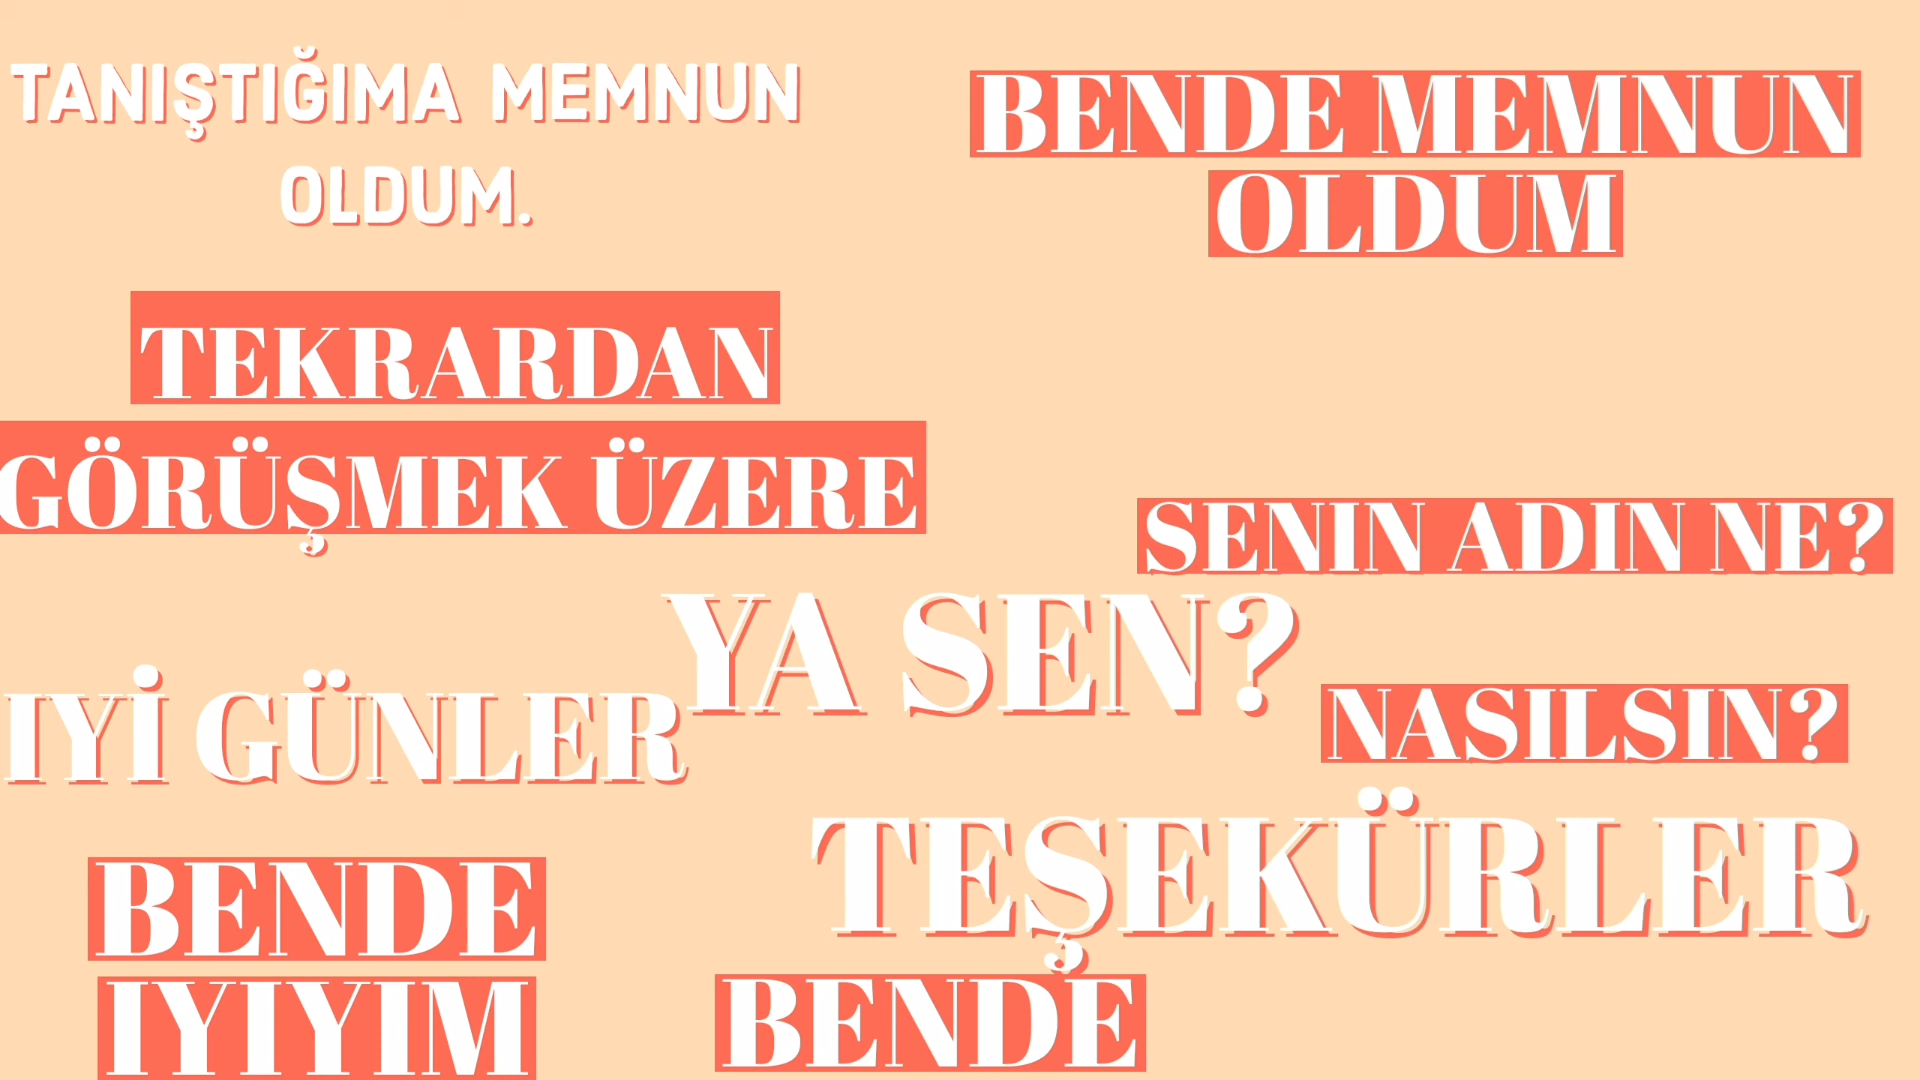 TANIŞTIĞIMA MEMNUN
OLDUM.
BENDE MEMNUN
OLDUM
TEKRARDAN
GÖRÜŞMEK ÜZERE
SENIN ADIN NE?
YA SEN?
IYİ GÜNLER
NASILSIN?
TEŞEKÜRLER
BENDE
IYIYIM
BENDE